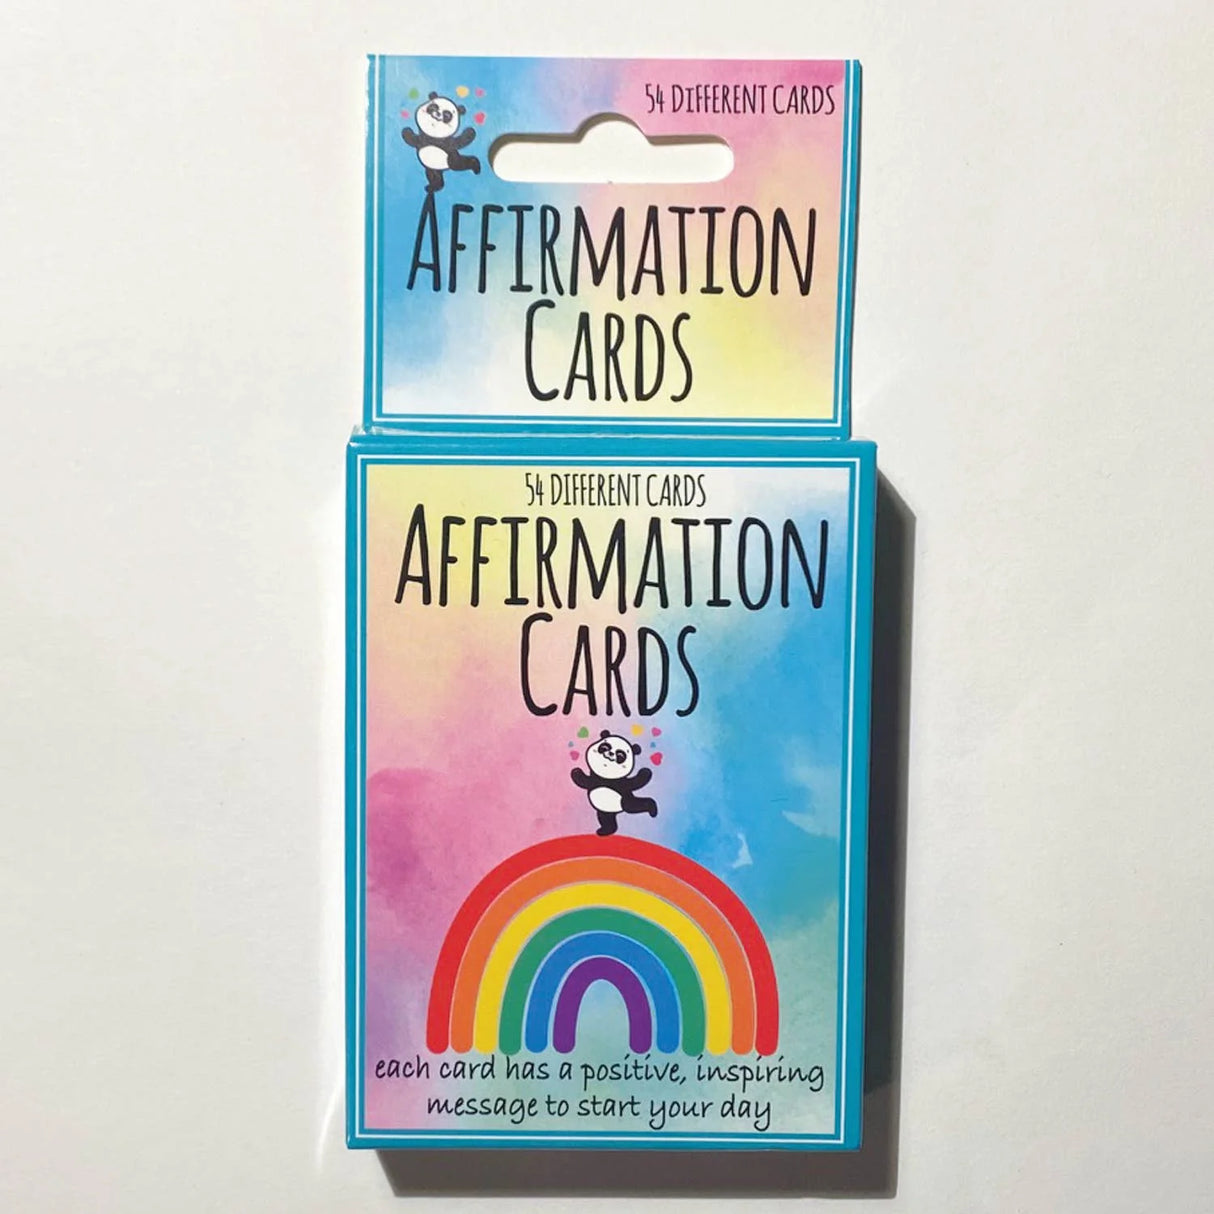 54 DIFFERENT CARDS
AFFIRMATION
CARDS
54 DIFFERENT CARDS
AFFIRMATION
CARDS
each card has a positive, inspiring
message to start your day